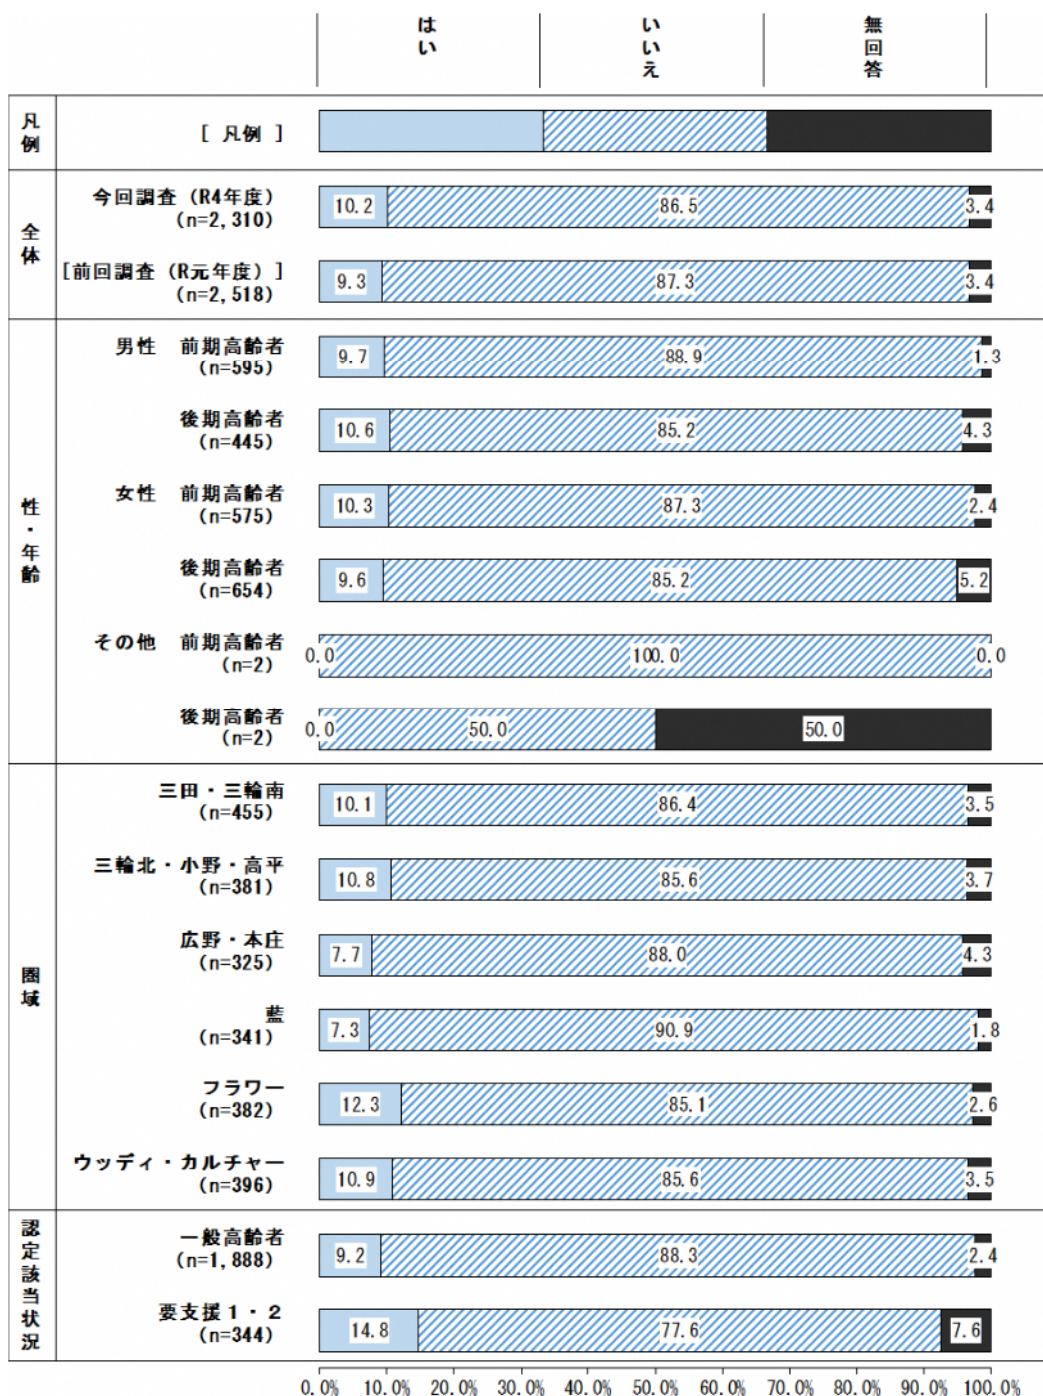 はい
いいえ
無回答
凡例
[ 凡例 ]
全体
今回調査（R4年度）
(n=2,310)
10.2 86.5 3.4
[前回調査（R元年度）]
(n=2,518)
9.3 87.3 3.4
性・年齢
男性　前期高齢者
(n=595)
9.7 88.9 1.3
後期高齢者
(n=445)
10.6 85.2 4.3
女性　前期高齢者
(n=575)
10.3 87.3 2.4
後期高齢者
(n=654)
9.6 85.2 5.2
その他　前期高齢者
(n=2)
0.0 100.0 0.0
後期高齢者
(n=2)
0.0 50.0 50.0
圏域
三田・三輪南
(n=455)
10.1 86.4 3.5
三輪北・小野・高平
(n=381)
10.8 85.6 3.7
広野・本庄
(n=325)
7.7 88.0 4.3
藍
(n=341)
7.3 90.9 1.8
フラワー
(n=382)
12.3 85.1 2.6
ウッディ・カルチャー
(n=396)
10.9 85.6 3.5
認定該当状況
一般高齢者
(n=1,888)
9.2 88.3 2.4
要支援１・２
(n=344)
14.8 77.6 7.6
0.0% 10.0% 20.0% 30.0% 40.0% 50.0% 60.0% 70.0% 80.0% 90.0% 100.0%